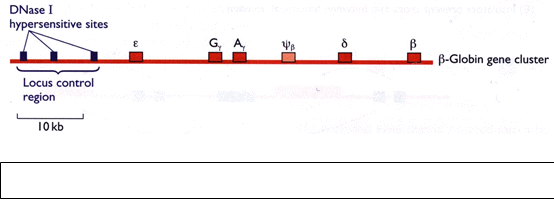 DNase I
hypersensitive sites
ε
Gγ
Aγ
ψβ
δ
β
β-Globin gene cluster
Locus control
region
10 kb